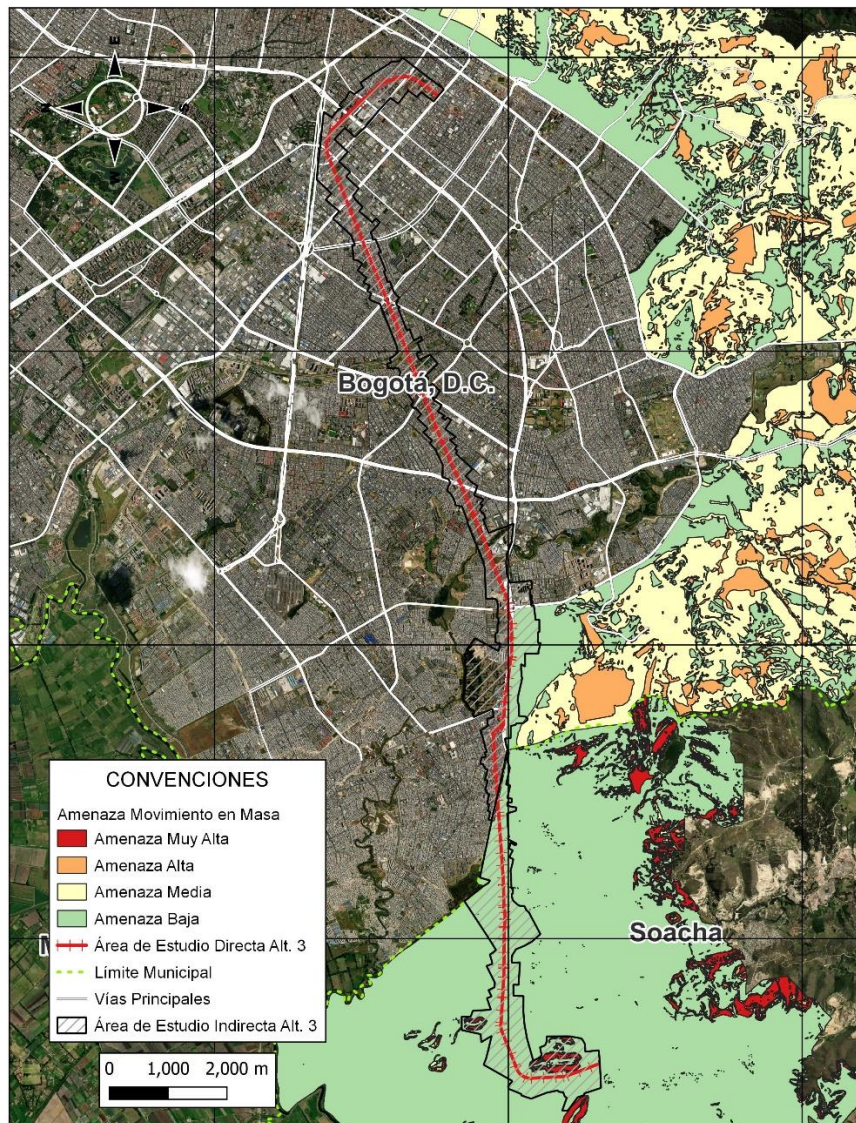 E
N
S
W
Bogotá, D.C.
Soacha
M
CONVENCIONES
Amenaza Movimiento en Masa
Amenaza Muy Alta
Amenaza Alta
Amenaza Media
Amenaza Baja
Área de Estudio Directa Alt. 3
Límite Municipal
Vías Principales
Área de Estudio Indirecta Alt. 3
0 1,000 2,000 m